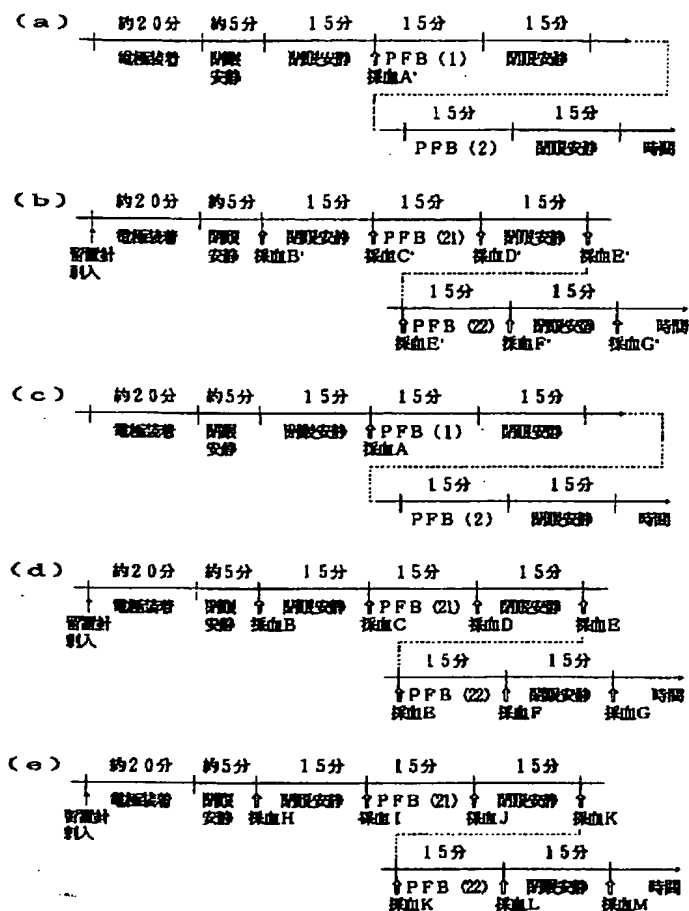 (a) 約20分 約5分 15分 15分 15分
電極装着 閉眼 閉眼安静 PFB (1) 閉眼安静
安静 採血A'
15分 15分
PFB (2) 閉眼安静 時間
(b) 約20分 約5分 15分 15分 15分
電極装着 閉眼 閉眼安静 PFB (21) 閉眼安静
留置針 安静 採血B' 採血C' 採血D' 採血E'
刺入
15分 15分
PFB (22) 閉眼安静 時間
採血E' 採血F' 採血G'
(c) 約20分 約5分 15分 15分 15分
電極装着 閉眼 閉眼安静 PFB (1) 閉眼安静
安静 採血A
15分 15分
PFB (2) 閉眼安静 時間
(d) 約20分 約5分 15分 15分 15分
電極装着 閉眼 閉眼安静 PFB (21) 閉眼安静
留置針 安静 採血B 採血C 採血D 採血E
刺入
15分 15分
PFB (22) 閉眼安静 時間
採血E 採血F 採血G
(e) 約20分 約5分 15分 15分 15分
電極装着 閉眼 閉眼安静 PFB (21) 閉眼安静
留置針 安静 採血H 採血I 採血J 採血K
刺入
15分 15分
PFB (22) 閉眼安静 時間
採血K 採血L 採血M